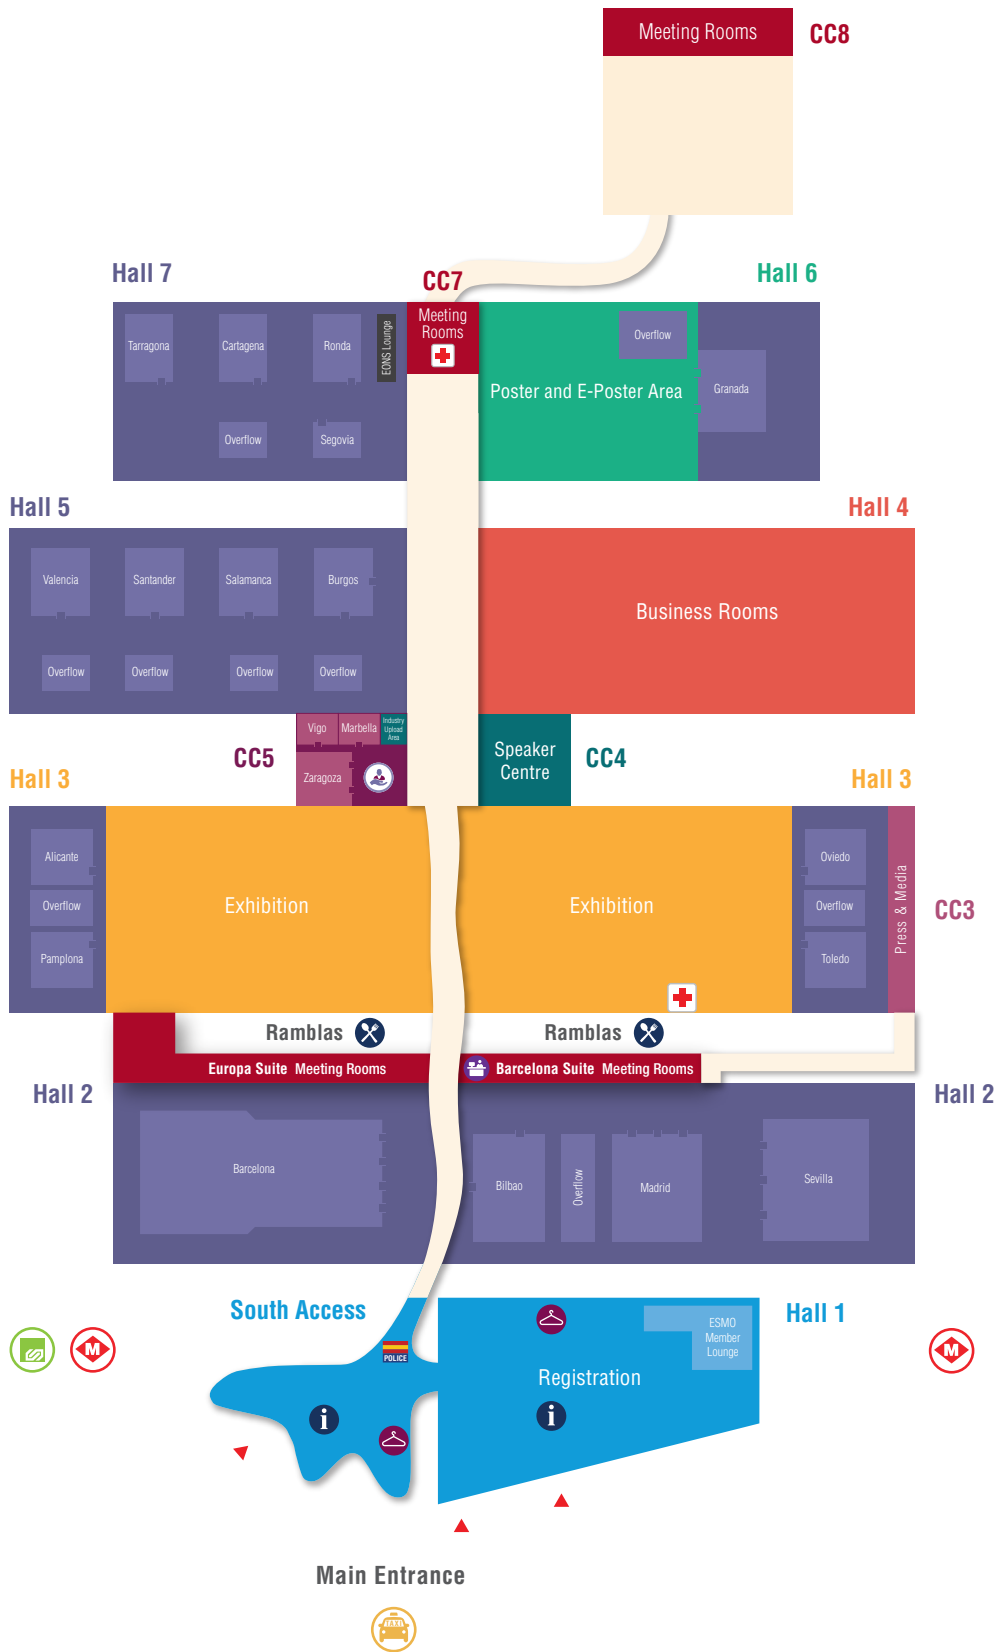 Meeting Rooms
CC8
Hall 7
CC7
Hall 6
Meeting
Rooms
Tarragona
Cartagena
Ronda
EONS Lounge
Overflow
Poster and E-Poster Area
Granada
Overflow
Segovia
Hall 5
Hall 4
Valencia
Santander
Salamanca
Burgos
Business Rooms
Overflow
Overflow
Overflow
Overflow
Vigo
Marbella
Industry
Upload
Area
CC5
Zaragoza
Speaker
Centre
CC4
Hall 3
Hall 3
Alicante
Overflow
Pamplona
Exhibition
Exhibition
Oviedo
Overflow
Toledo
Press & Media
CC3
Ramblas
Ramblas
Europa Suite Meeting Rooms
Barcelona Suite Meeting Rooms
Hall 2
Hall 2
Barcelona
Bilbao
Overflow
Madrid
Sevilla
South Access
Hall 1
ESMO
Member
Lounge
POLICE
M
M
Registration
i
i
Main Entrance
TAXI